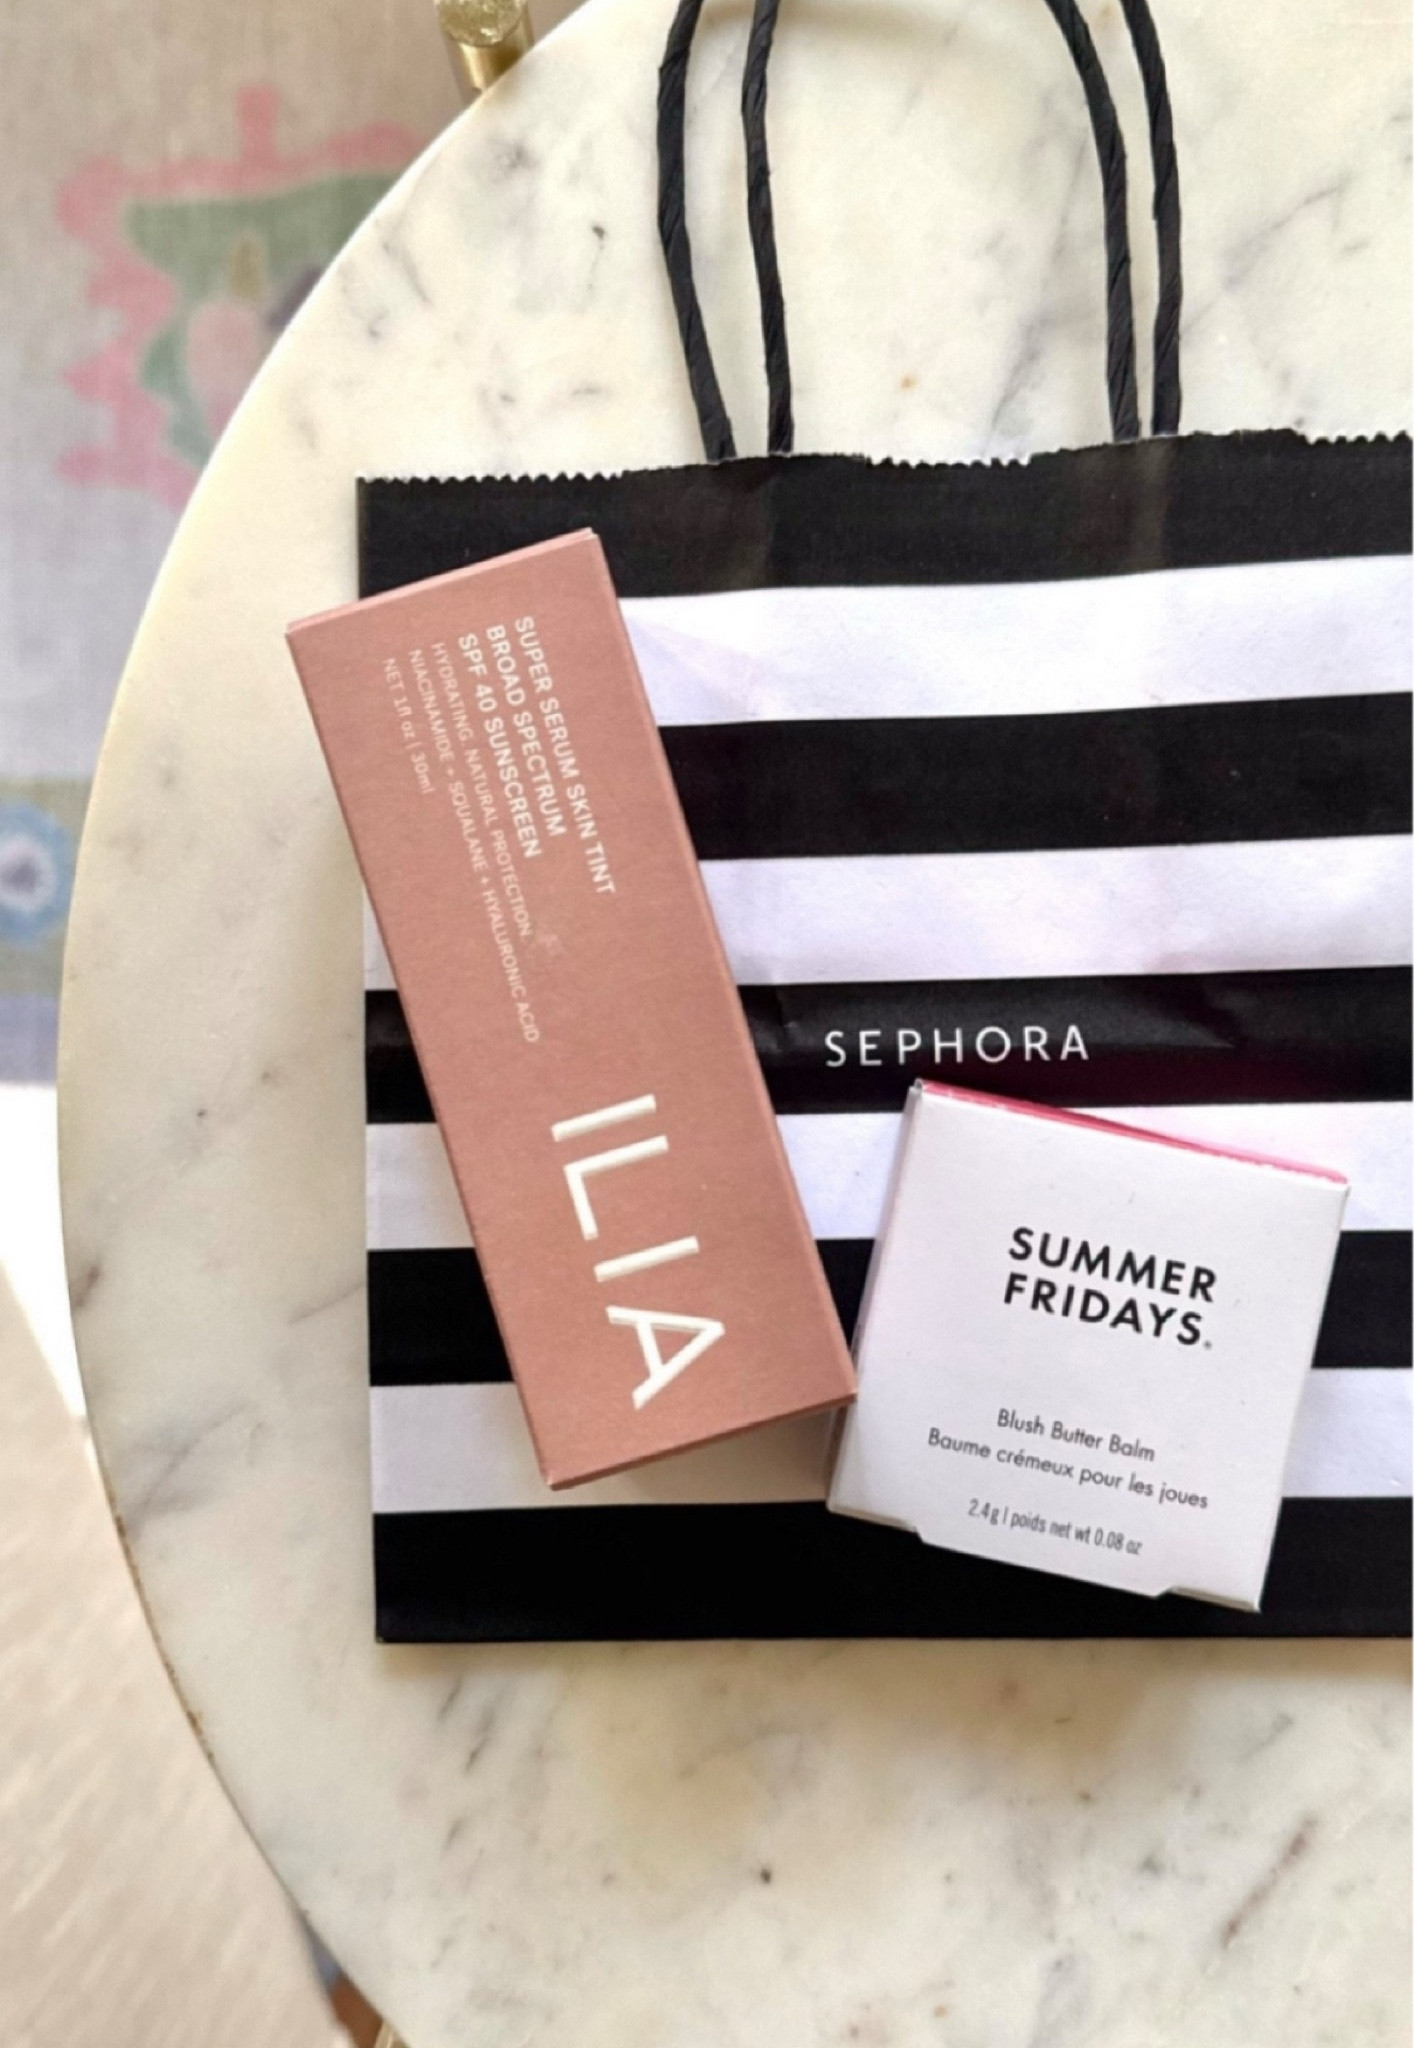 SUPER SERUM SKIN TINT
BROAD SPECTRUM
SPF 40 SUNSCREEN
HYDRATING NATURAL PROTECTION.
NIACINAMIDE + SQUALANE + HYALURONIC ACID
NET 1fl oz | 30ml
ILIA
SEPHORA
SUMMER
FRIDAYS®
Blush Butter Balm
Baume crémeux pour les joues
2.4g | poids net wt 0.08 oz